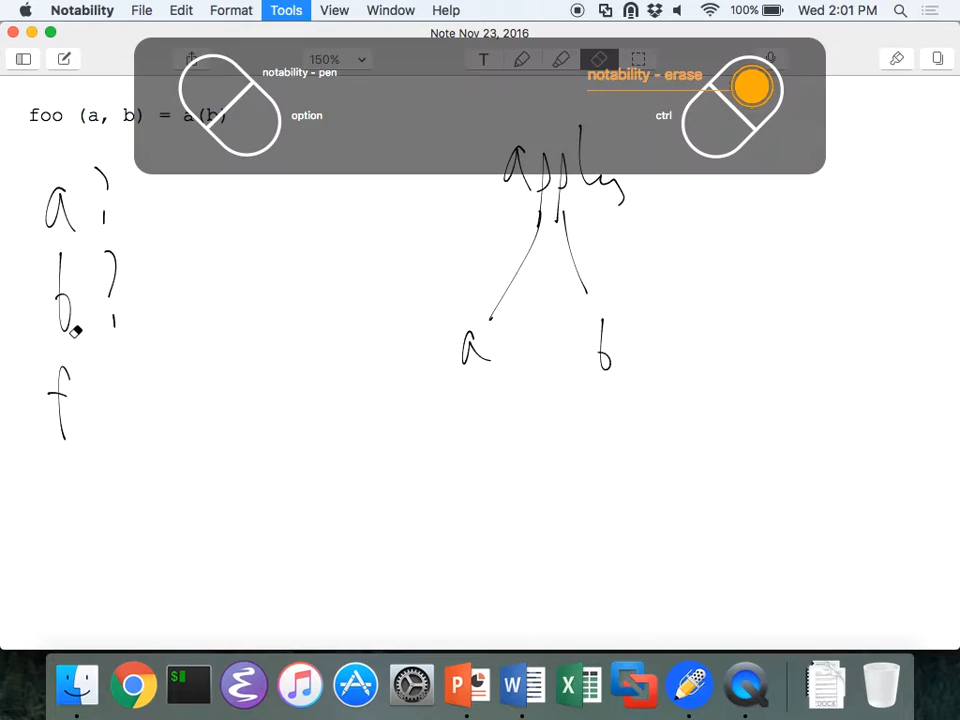 Notability File Edit Format Tools View Window Help 100% Wed 2:01 PM
Note Nov 23, 2016
150% T
notability - pen
option
notability - erase
ctrl
foo (a, b) = a(b)
apply
a ?
b ?
a b
f
$
P W X
DOCX